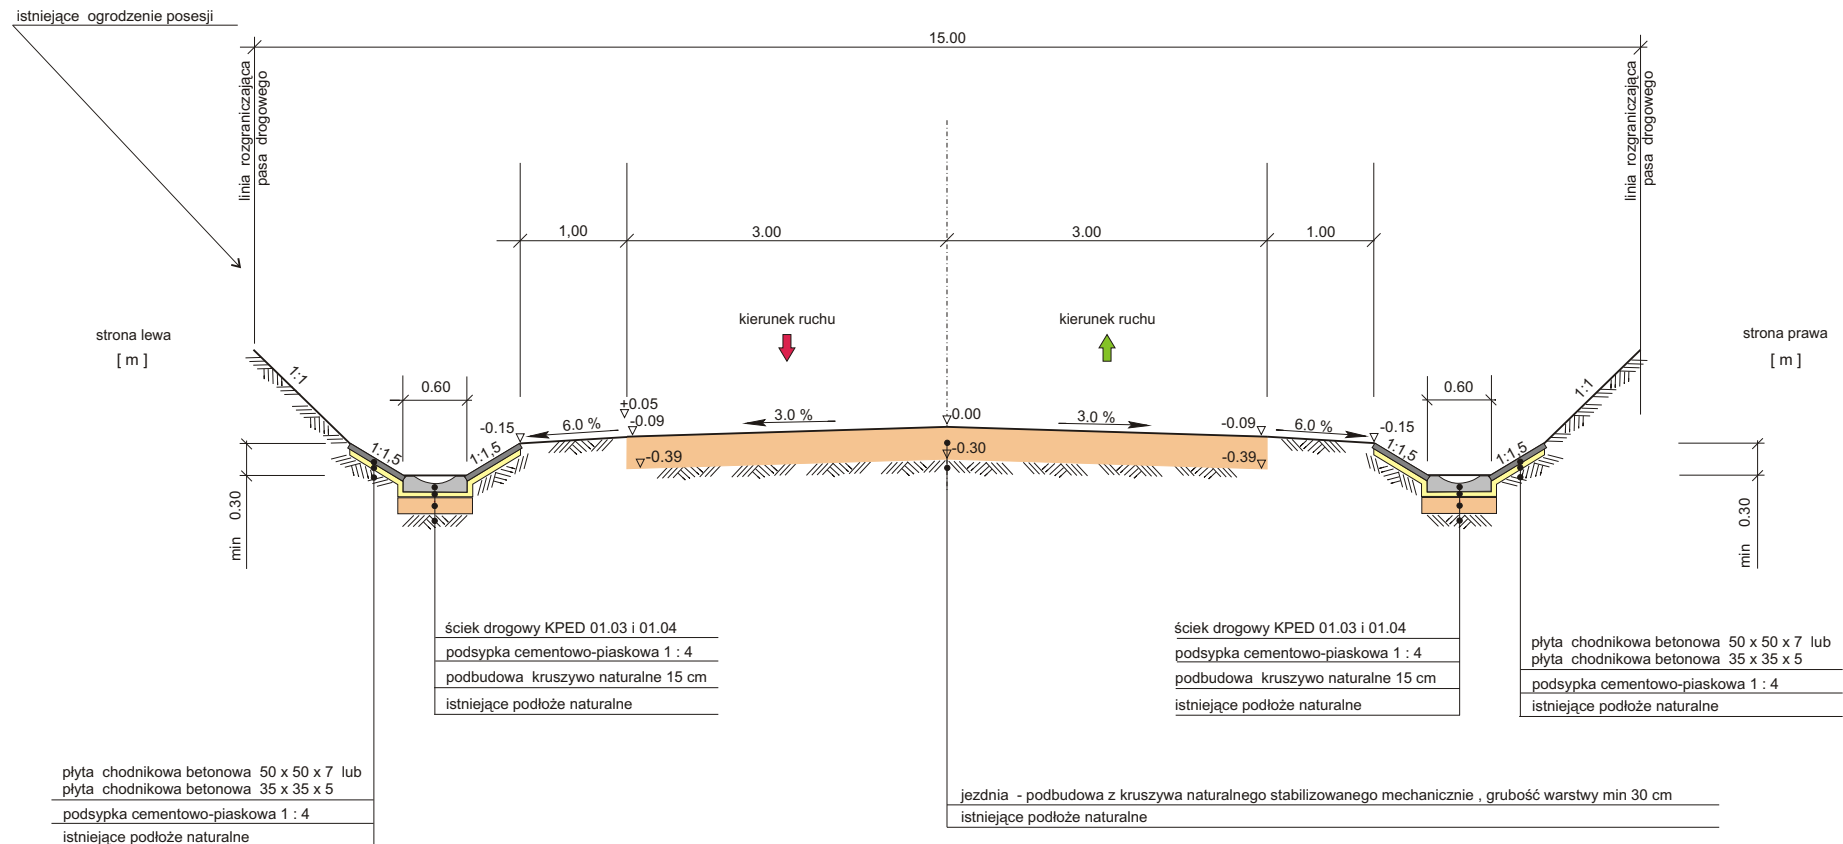 istniejące ogrodzenie posesji
15.00
linia rozgraniczająca
pasa drogowego
linia rozgraniczająca
pasa drogowego
1,00
3.00
3.00
1.00
kierunek ruchu
kierunek ruchu
strona lewa
[ m ]
strona prawa
[ m ]
1:1
0.60
0.60
1:1
+0.05
-0.15
6.0 %
-0.09
3.0 %
-0.00
3.0 %
-0.09
6.0 %
-0.15
1:1,5
1:1,5
-0.39
-0.30
-0.39
1:1,5
1:1,5
min 0.30
min 0.30
ściek drogowy KPED 01.03 i 01.04
podsypka cementowo-piaskowa 1 : 4
podbudowa kruszywo naturalne 15 cm
istniejące podłoże naturalne
ściek drogowy KPED 01.03 i 01.04
podsypka cementowo-piaskowa 1 : 4
podbudowa kruszywo naturalne 15 cm
istniejące podłoże naturalne
płyta chodnikowa betonowa 50 x 50 x 7 lub
płyta chodnikowa betonowa 35 x 35 x 5
podsypka cementowo-piaskowa 1 : 4
istniejące podłoże naturalne
płyta chodnikowa betonowa 50 x 50 x 7 lub
płyta chodnikowa betonowa 35 x 35 x 5
podsypka cementowo-piaskowa 1 : 4
istniejące podłoże naturalne
jezdnia - podbudowa z kruszywa naturalnego stabilizowanego mechanicznie , grubość warstwy min 30 cm
istniejące podłoże naturalne